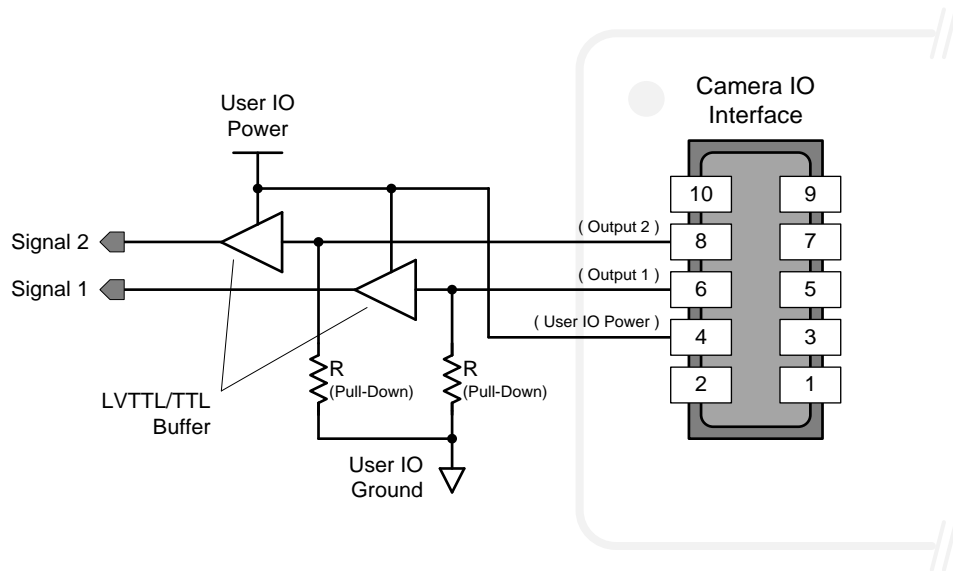 Camera IO
Interface
User IO
Power
10
9
Signal 2
( Output 2 )
8
7
Signal 1
( Output 1 )
6
5
( User IO Power )
4
3
R
(Pull-Down)
R
(Pull-Down)
2
1
LVTTL/TTL
Buffer
User IO
Ground